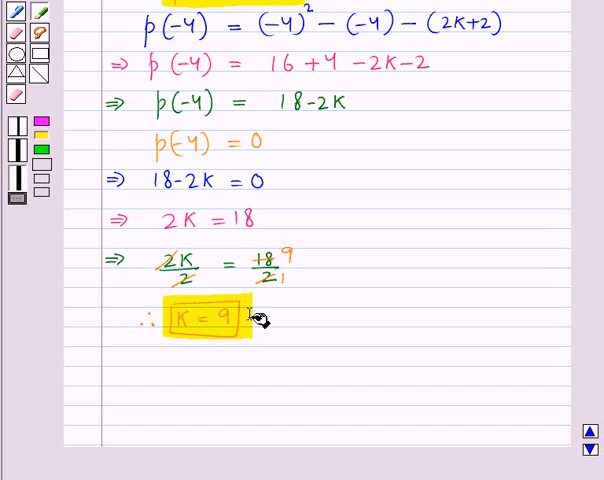 p(-4) = (-4)² - (-4) - (2K+2)
⇒ p(-4) = 16 + 4 - 2K - 2
⇒ p(-4) = 18 - 2K
p(-4) = 0
⇒ 18 - 2K = 0
⇒ 2K = 18
⇒ 2K/2 = 18/2 9 1
∴ K = 9